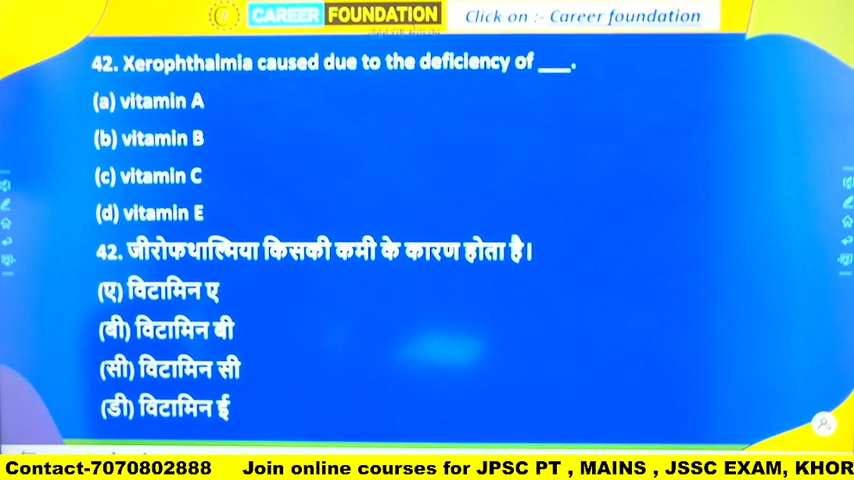 CAREER FOUNDATION
Click on :- Career foundation
42. Xerophthalmia caused due to the deficiency of ___.
(a) vitamin A
(b) vitamin B
(c) vitamin C
(d) vitamin E
42. जीरोफथाल्मिया किसकी कमी के कारण होता है।
(ए) विटामिन ए
(बी) विटामिन बी
(सी) विटामिन सी
(डी) विटामिन ई
Contact-7070802888 Join online courses for JPSC PT , MAINS , JSSC EXAM, KHOR